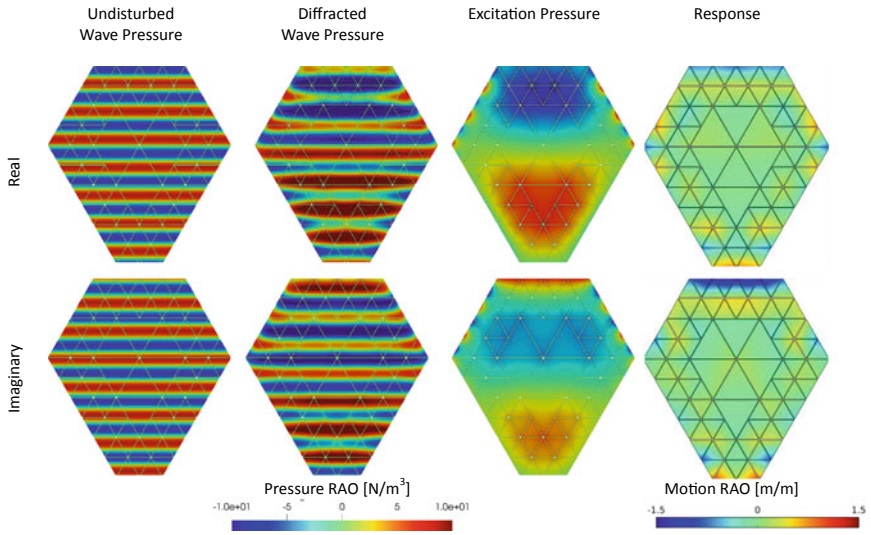 Undisturbed
Wave Pressure
Diffracted
Wave Pressure
Excitation Pressure
Response
Real
Imaginary
Pressure RAO [N/m³]
-1.0e+01 -5 0 5 1.0e+01
Motion RAO [m/m]
-1.5 0 1.5